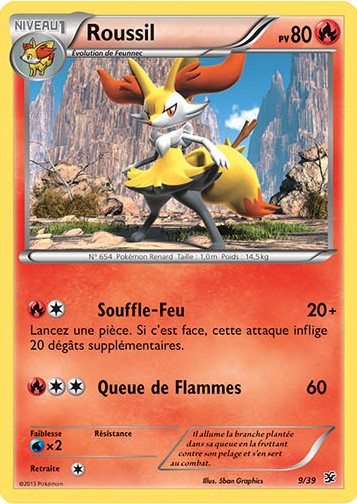 NIVEAU 1
Roussil
PV 80
Évolution de Feunnec
N° 654 Pokémon Renard Taille : 1,0 m Poids : 14,5 kg
Souffle-Feu 20+
Lancez une pièce. Si c'est face, cette attaque inflige
20 dégâts supplémentaires.
Queue de Flammes 60
Faiblesse Résistance
×2
Retraite
Il allume la branche plantée
dans sa queue en la frottant
contre son pelage et s'en sert
au combat.
©2013 Pokémon Illus. 5ban Graphics 9/39